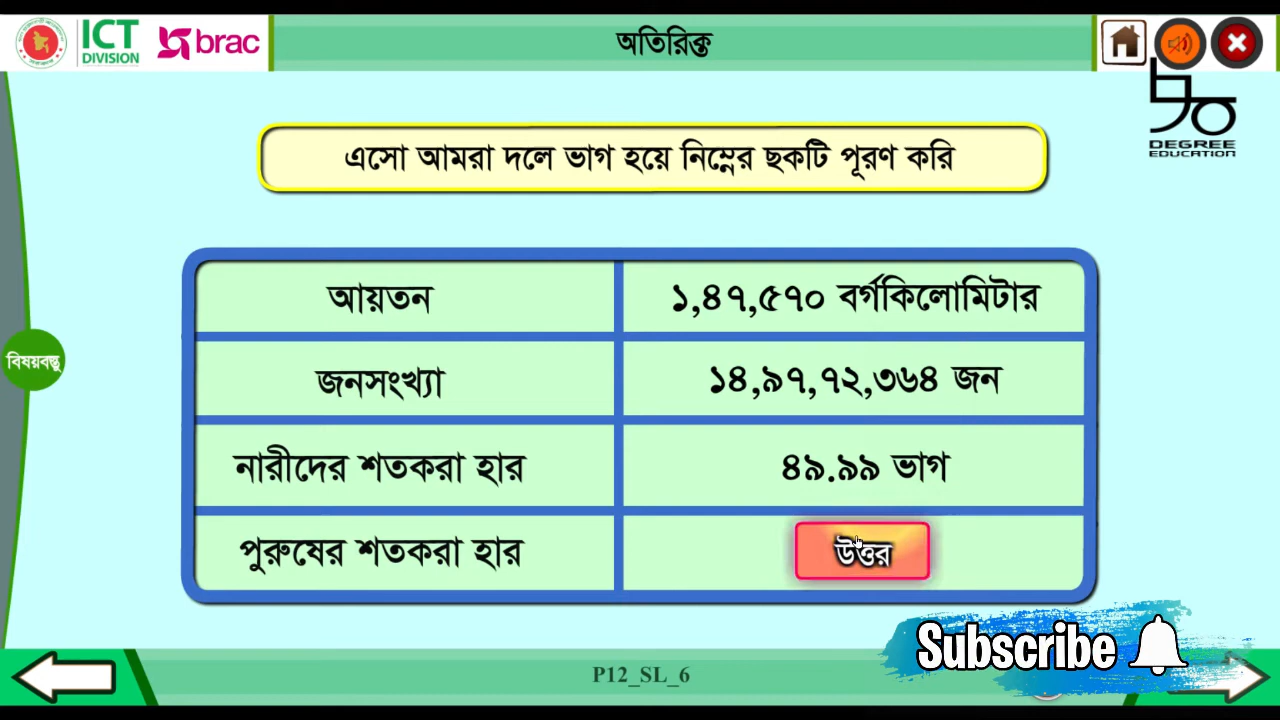 ICT
DIVISION
brac
অতিরিক্ত
DEGREE
EDUCATION
এসো আমরা দলে ভাগ হয়ে নিম্নের ছকটি পূরণ করি
আয়তন ১,৪৭,৫৭০ বর্গকিলোমিটার
জনসংখ্যা ১৪,৯৭,৭২,৩৬৪ জন
বিষয়বস্তু
নারীদের শতকরা হার ৪৯.৯৯ ভাগ
পুরুষের শতকরা হার উত্তর
Subscribe
P12_SL_6